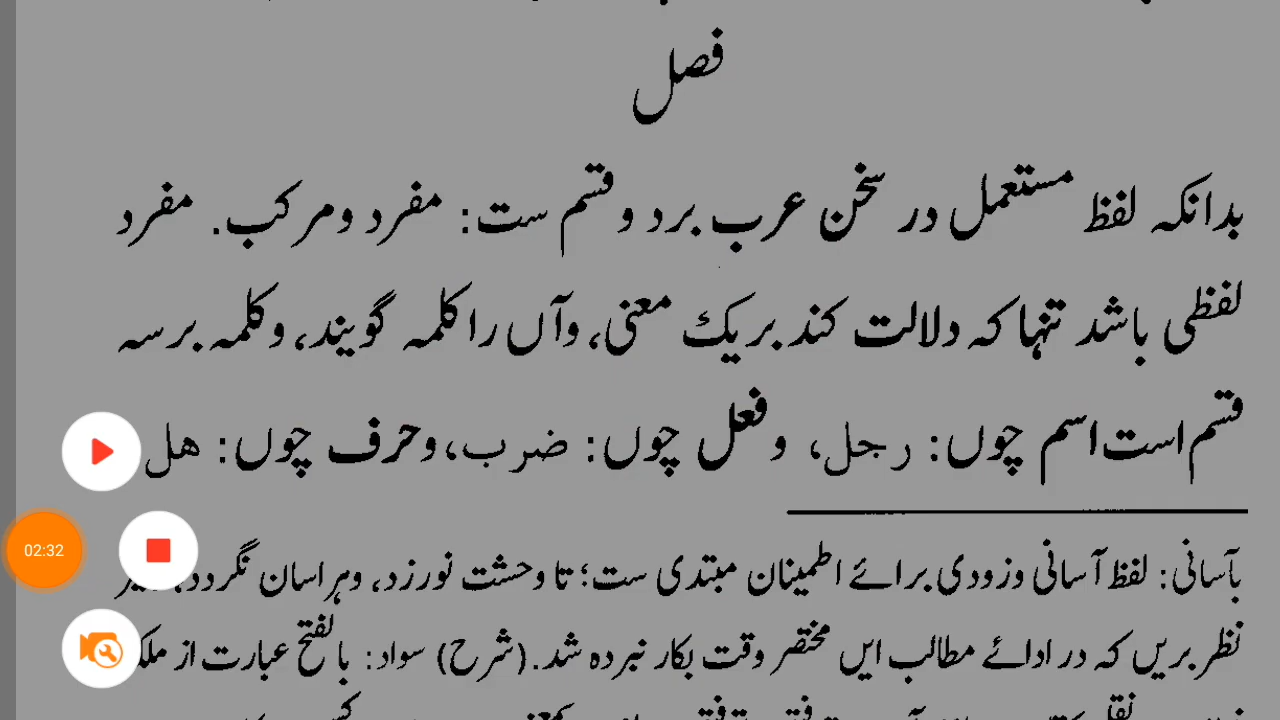 فصل
بدانکہ لفظ مستعمل در سخن عرب بر دو قسم ست: مفرد ومرکب. مفرد
لفظی باشد تنہا کہ دلالت کند بر یک معنی، وآں را کلمہ گویند، وکلمہ بر سہ
قسم است اسم چوں: رجل، وفعل چوں: ضرب، وحرف چوں: هل
بآسانی: لفظ آسانی وزودی برائے اطمینان مبتدی ست؛ تا وحشت نورزد، وہراسان نگردد،
نظر بریں کہ در ادائے مطالب ایں مختصر وقت بکار نبردہ شد. (شرح) سواد: بالفتح عبارت از
02:32